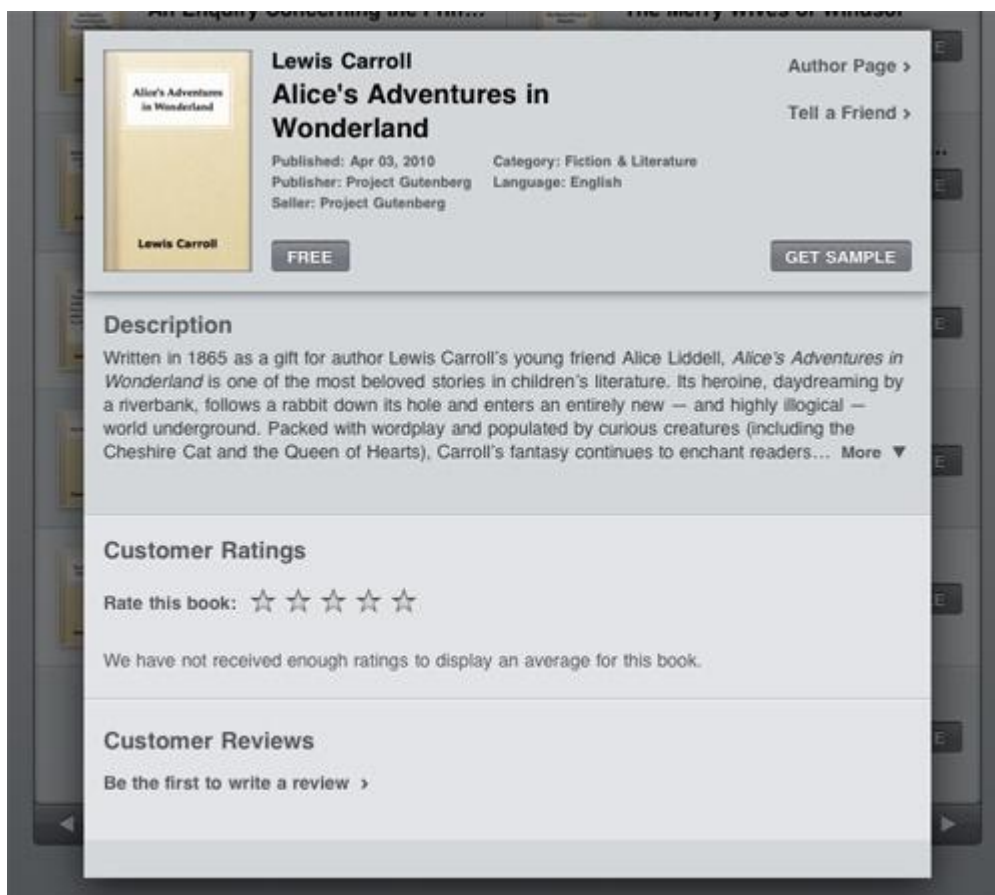 An Enquiry Concerning the Prin...
The Merry Wives of Windsor
Lewis Carroll
Alice's Adventures in
Wonderland
Author Page ›
Tell a Friend ›
Published: Apr 03, 2010
Category: Fiction & Literature
Publisher: Project Gutenberg
Language: English
Seller: Project Gutenberg
Alice's Adventures
in Wonderland
Lewis Carroll
FREE
GET SAMPLE
Description
Written in 1865 as a gift for author Lewis Carroll's young friend Alice Liddell, Alice's Adventures in
Wonderland is one of the most beloved stories in children's literature. Its heroine, daydreaming by
a riverbank, follows a rabbit down its hole and enters an entirely new — and highly illogical —
world underground. Packed with wordplay and populated by curious creatures (including the
Cheshire Cat and the Queen of Hearts), Carroll's fantasy continues to enchant readers... More ▼
Customer Ratings
Rate this book: ☆ ☆ ☆ ☆ ☆
We have not received enough ratings to display an average for this book.
Customer Reviews
Be the first to write a review ›